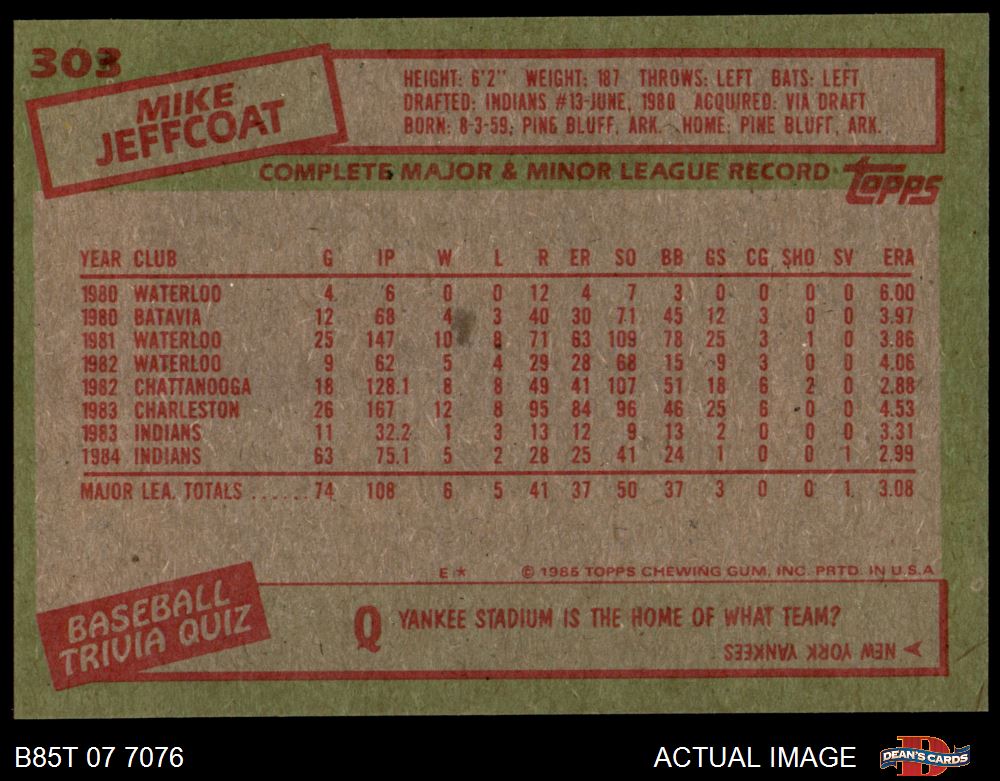 303
MIKE
JEFFCOAT
HEIGHT: 6'2" WEIGHT: 187 THROWS: LEFT BATS: LEFT
DRAFTED: INDIANS #13-JUNE, 1980 ACQUIRED: VIA DRAFT
BORN: 8-3-59, PINE BLUFF, ARK. HOME: PINE BLUFF, ARK.
COMPLETE MAJOR & MINOR LEAGUE RECORD
Topps
YEAR CLUB G IP W L R ER SO BB GS CG SHO SV ERA
1980 WATERLOO 4 6 0 0 12 4 7 3 0 0 0 0 6.00
1980 BATAVIA 12 68 4 3 40 30 71 45 12 3 0 0 3.97
1981 WATERLOO 25 147 10 8 71 63 109 78 25 3 1 0 3.86
1982 WATERLOO 9 62 5 4 29 28 68 15 9 3 0 0 4.06
1982 CHATTANOOGA 18 128.1 8 8 49 41 107 51 18 6 2 0 2.88
1983 CHARLESTON 26 167 12 8 95 84 96 46 25 6 0 0 4.53
1983 INDIANS 11 32.2 1 3 13 12 9 13 2 0 0 0 3.31
1984 INDIANS 63 75.1 5 2 28 25 41 24 1 0 0 1 2.99
MAJOR LEA. TOTALS ...... 74 108 6 5 41 37 50 37 3 0 0 1 3.08
E* © 1985 TOPPS CHEWING GUM, INC. PRTD. IN U.S.A
BASEBALL
TRIVIA QUIZ
Q YANKEE STADIUM IS THE HOME OF WHAT TEAM?
NEW YORK YANKEES
B85T 07 7076
ACTUAL IMAGE
DEAN'S CARDS